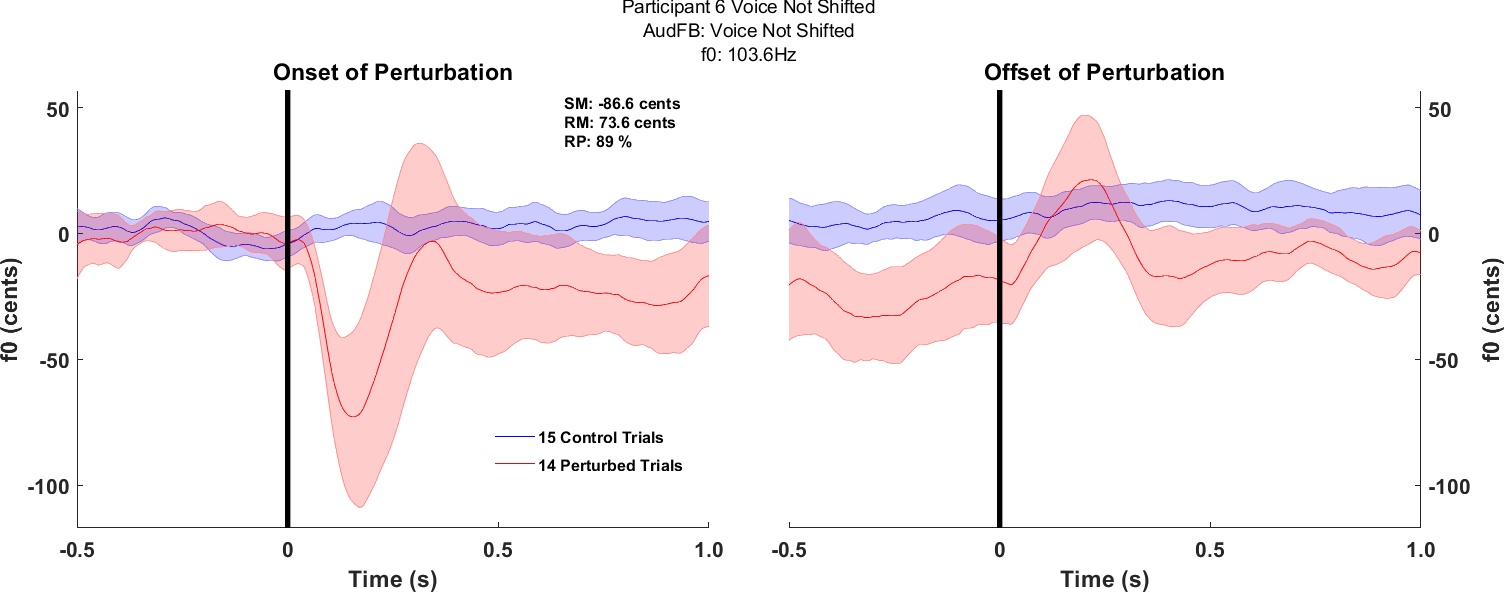 Participant 6 Voice Not Shifted
AudFB: Voice Not Shifted
f0: 103.6Hz
Onset of Perturbation
SM: -86.6 cents
RM: 73.6 cents
RP: 89 %
50
0
-50
-100
f0 (cents)
15 Control Trials
14 Perturbed Trials
-0.5
0
0.5
1.0
Time (s)
Offset of Perturbation
50
0
-50
-100
f0 (cents)
-0.5
0
0.5
1.0
Time (s)